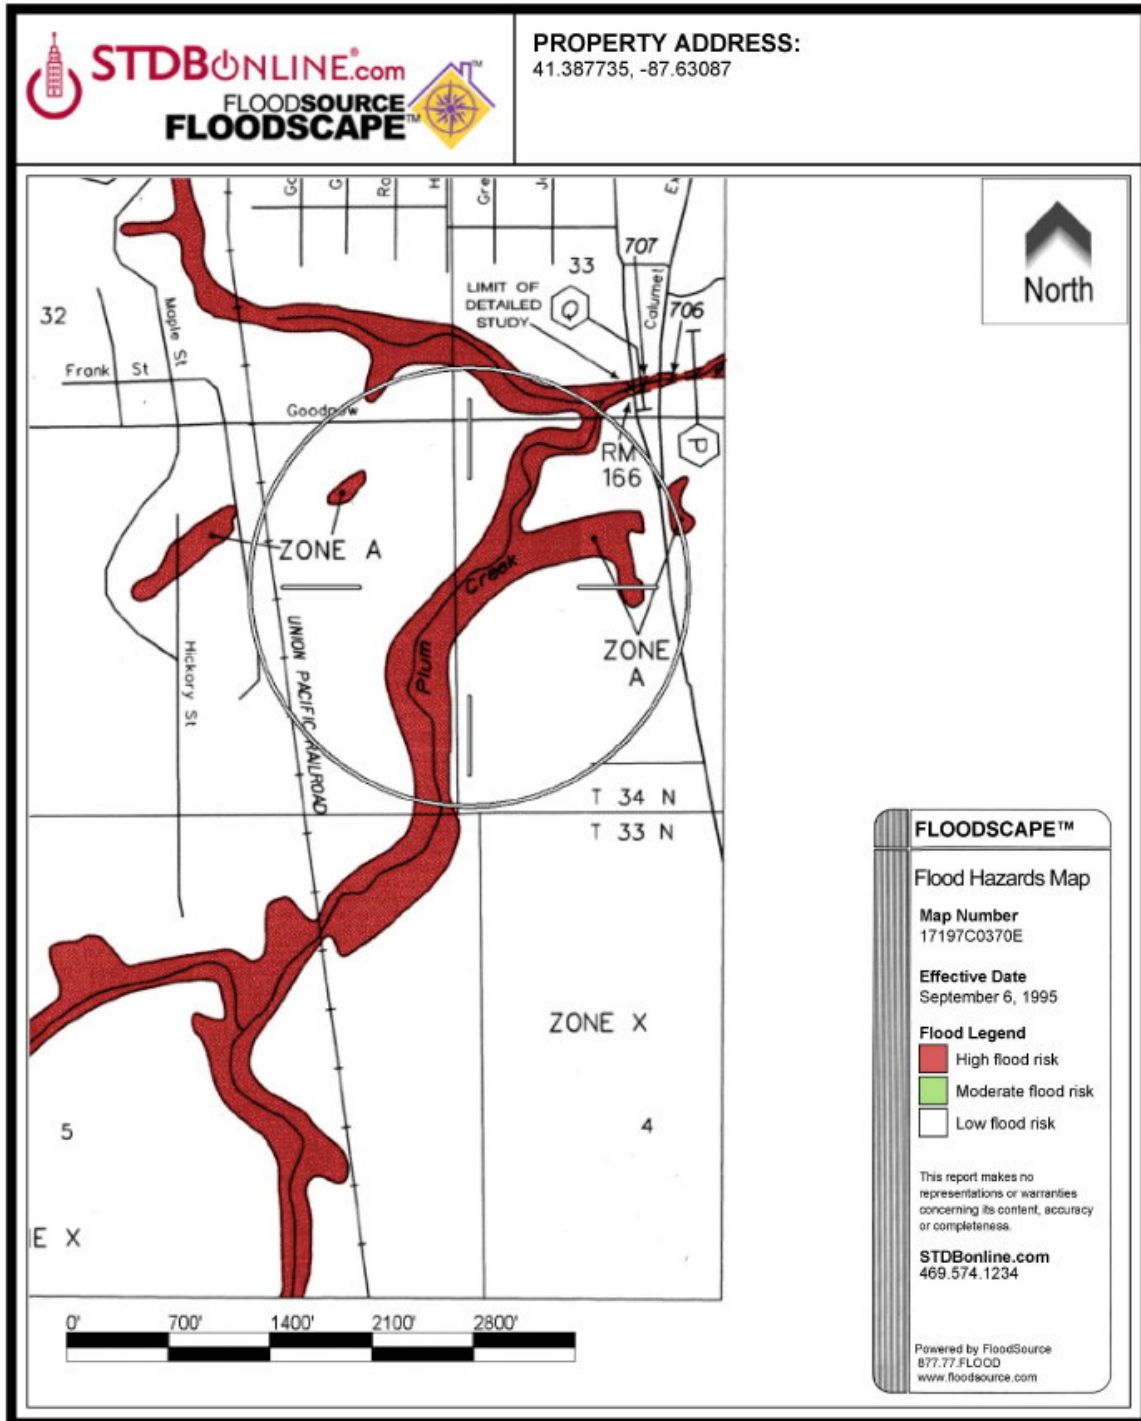 STDBONLINE®.com
FLOODSOURCE
FLOODSCAPE™
PROPERTY ADDRESS:
41.387735, -87.63087
North
Ro
H
Gre
33
707
LIMIT OF
DETAILED
STUDY
Q
Calumet
706
32
Maple St
Frank St
Goodnow
RM
166
P
ZONE A
Creek
Plum
ZONE
A
UNION PACIFIC RAILROAD
Hickory St
T 34 N
T 33 N
ZONE X
5
4
E X
0'
700'
1400'
2100'
2800'
FLOODSCAPE™
Flood Hazards Map
Map Number
17197C0370E
Effective Date
September 6, 1995
Flood Legend
High flood risk
Moderate flood risk
Low flood risk
This report makes no
representations or warranties
concerning its content, accuracy
or completeness.
STDBonline.com
469.574.1234
Powered by FloodSource
877.77.FLOOD
www.floodsource.com